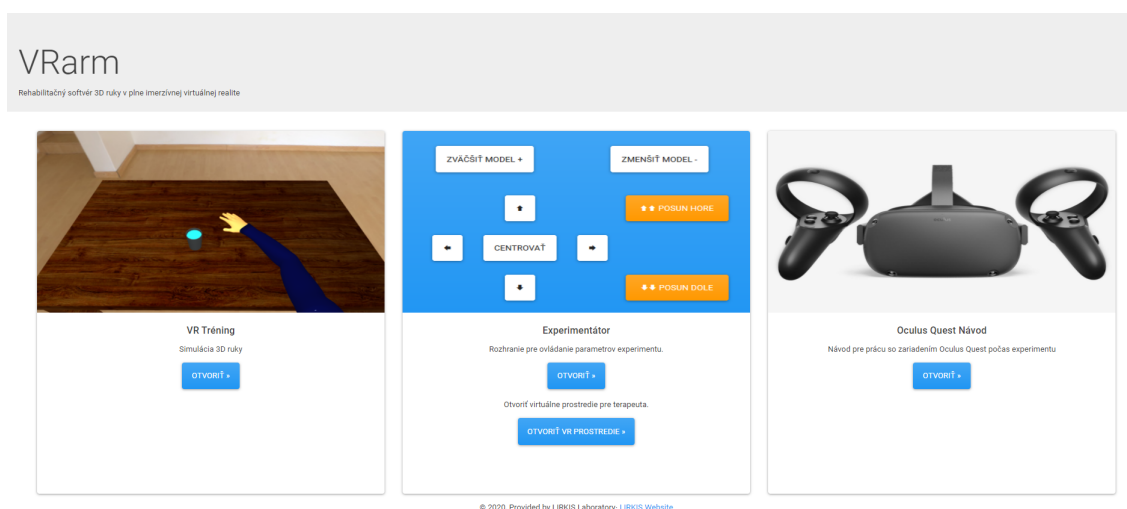 VRarm
Rehabilitačný softvér 3D ruky v plne imerzívnej virtuálnej realite
VR Tréning
Simulácia 3D ruky
OTVORIŤ »
ZVÄČŠIŤ MODEL +
ZMENŠIŤ MODEL -
POSUN HORE
CENTROVAŤ
POSUN DOLE
Experimentátor
Rozhranie pre ovládanie parametrov experimentu.
OTVORIŤ »
Otvoriť virtuálne prostredie pre terapeuta.
OTVORIŤ VR PROSTREDIE »
Oculus Quest Návod
Návod pre prácu so zariadením Oculus Quest počas experimentu
OTVORIŤ »
© 2020. Provided by LIRKIS Laboratory: LIRKIS Website